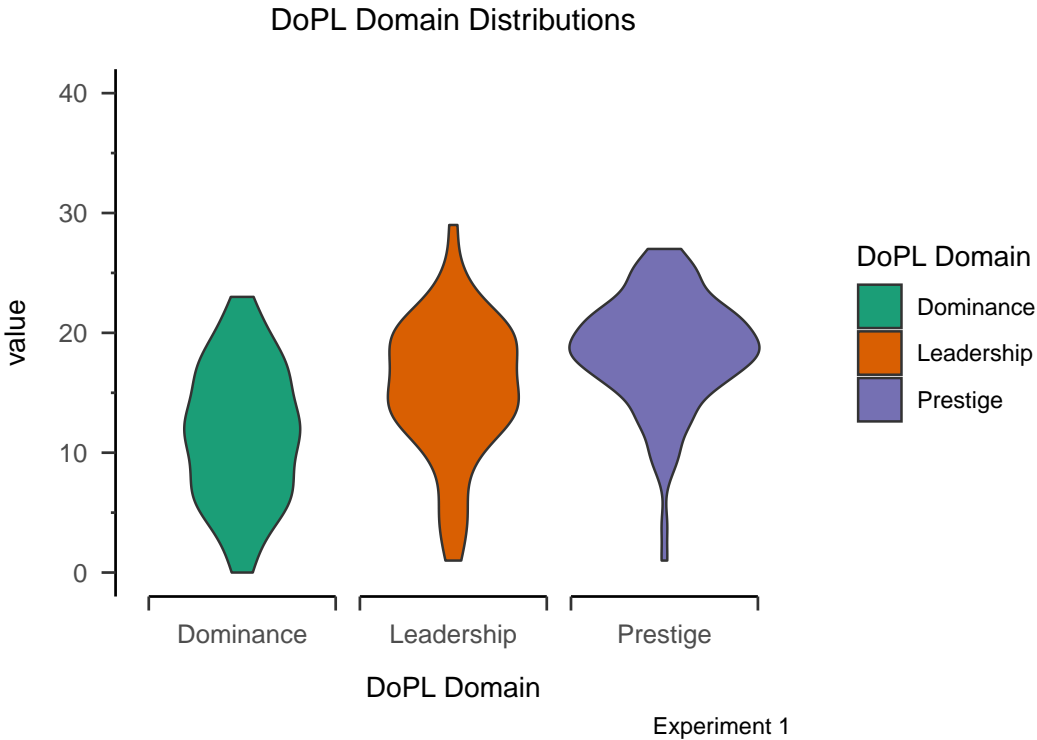 DoPL Domain Distributions
40
30
20
10
0
value
Dominance
Leadership
Prestige
DoPL Domain
DoPL Domain
Dominance
Leadership
Prestige
Experiment 1